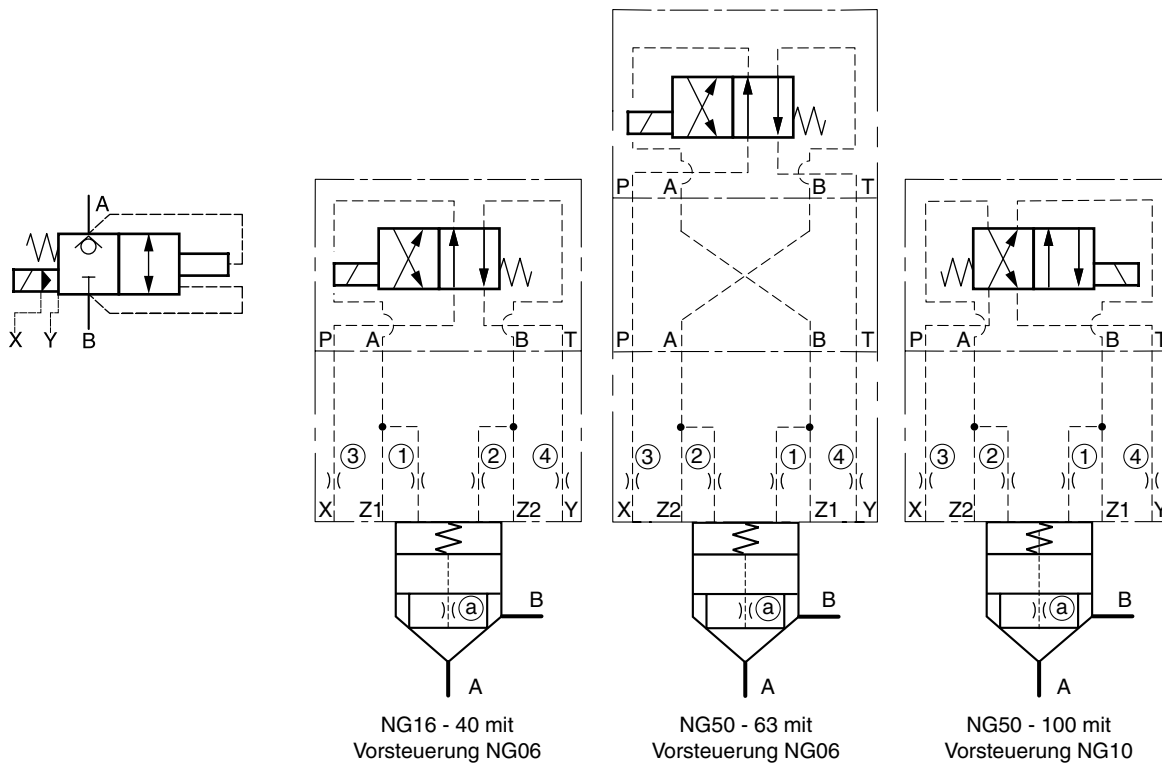 A
X Y B
P A B T
3 1 2 4
X Z1 Z2 Y
a
B
A
NG16 - 40 mit
Vorsteuerung NG06
P A B T
P A B T
3 2 1 4
X Z2 Z1 Y
a
B
A
NG50 - 63 mit
Vorsteuerung NG06
P A B T
3 2 1 4
X Z2 Z1 Y
a
B
A
NG50 - 100 mit
Vorsteuerung NG10